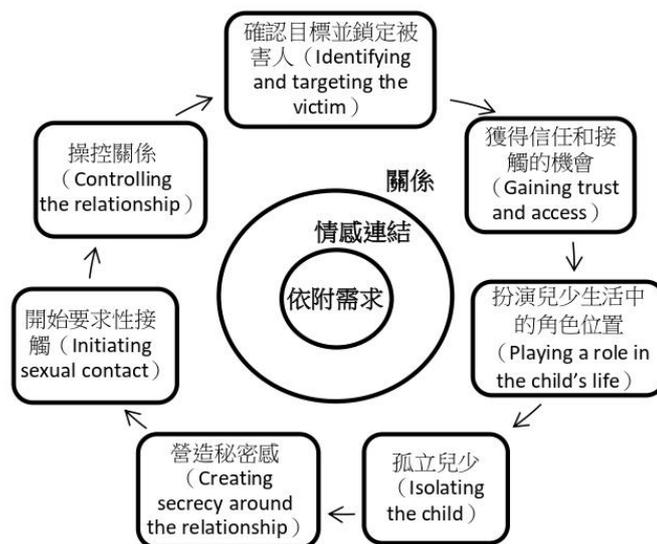 確認目標並鎖定被
害人（Identifying
and targeting the
victim）
獲得信任和接
觸的機會
（Gaining trust
and access）
扮演兒少生活中
的角色位置
（Playing a role in
the child’s life）
孤立兒少
（Isolating
the child）
營造秘密感
（Creating
secrecy around
the relationship）
開始要求性接
觸（Initiating
sexual contact）
操控關係
（Controlling
the relationship）
關係
情感連結
依附需求